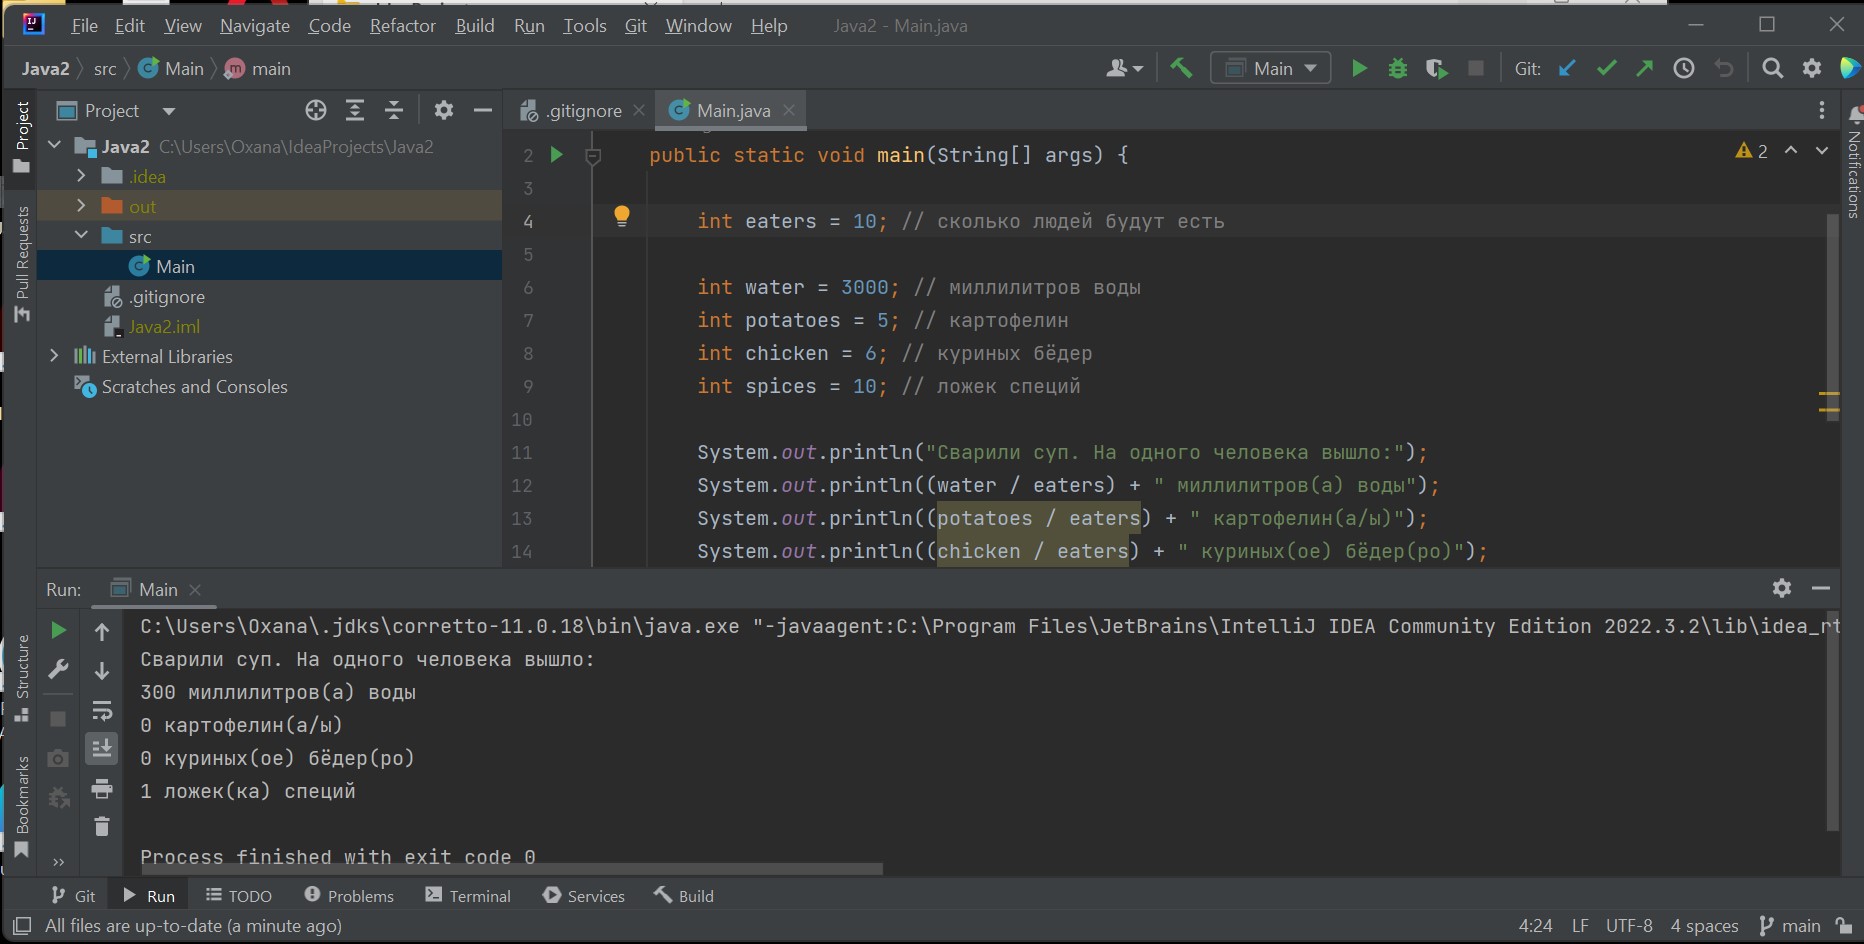 File Edit View Navigate Code Refactor Build Run Tools Git Window Help Java2 - Main.java
Java2 src Main main
Main Git:
Project
.gitignore Main.java
Java2 C:\Users\Oxana\IdeaProjects\Java2
.idea
out
src
Main
.gitignore
Java2.iml
External Libraries
Scratches and Consoles
2 public static void main(String[] args) {
2
3
4 int eaters = 10; // сколько людей будут есть
5
6 int water = 3000; // миллилитров воды
7 int potatoes = 5; // картофелин
8 int chicken = 6; // куриных бёдер
9 int spices = 10; // ложек специй
10
11 System.out.println("Сварили суп. На одного человека вышло:");
12 System.out.println((water / eaters) + " миллилитров(а) воды");
13 System.out.println((potatoes / eaters) + " картофелин(а/ы)");
14 System.out.println((chicken / eaters) + " куриных(ое) бёдер(ро)");
Project
Pull Requests
Structure
Bookmarks
Notifications
Run: Main
C:\Users\Oxana\.jdks\corretto-11.0.18\bin\java.exe "-javaagent:C:\Program Files\JetBrains\IntelliJ IDEA Community Edition 2022.3.2\lib\idea_rt
Сварили суп. На одного человека вышло:
300 миллилитров(а) воды
0 картофелин(а/ы)
0 куриных(ое) бёдер(ро)
1 ложек(ка) специй
Process finished with exit code 0
Git Run TODO Problems Terminal Services Build
All files are up-to-date (a minute ago) 4:24 LF UTF-8 4 spaces main